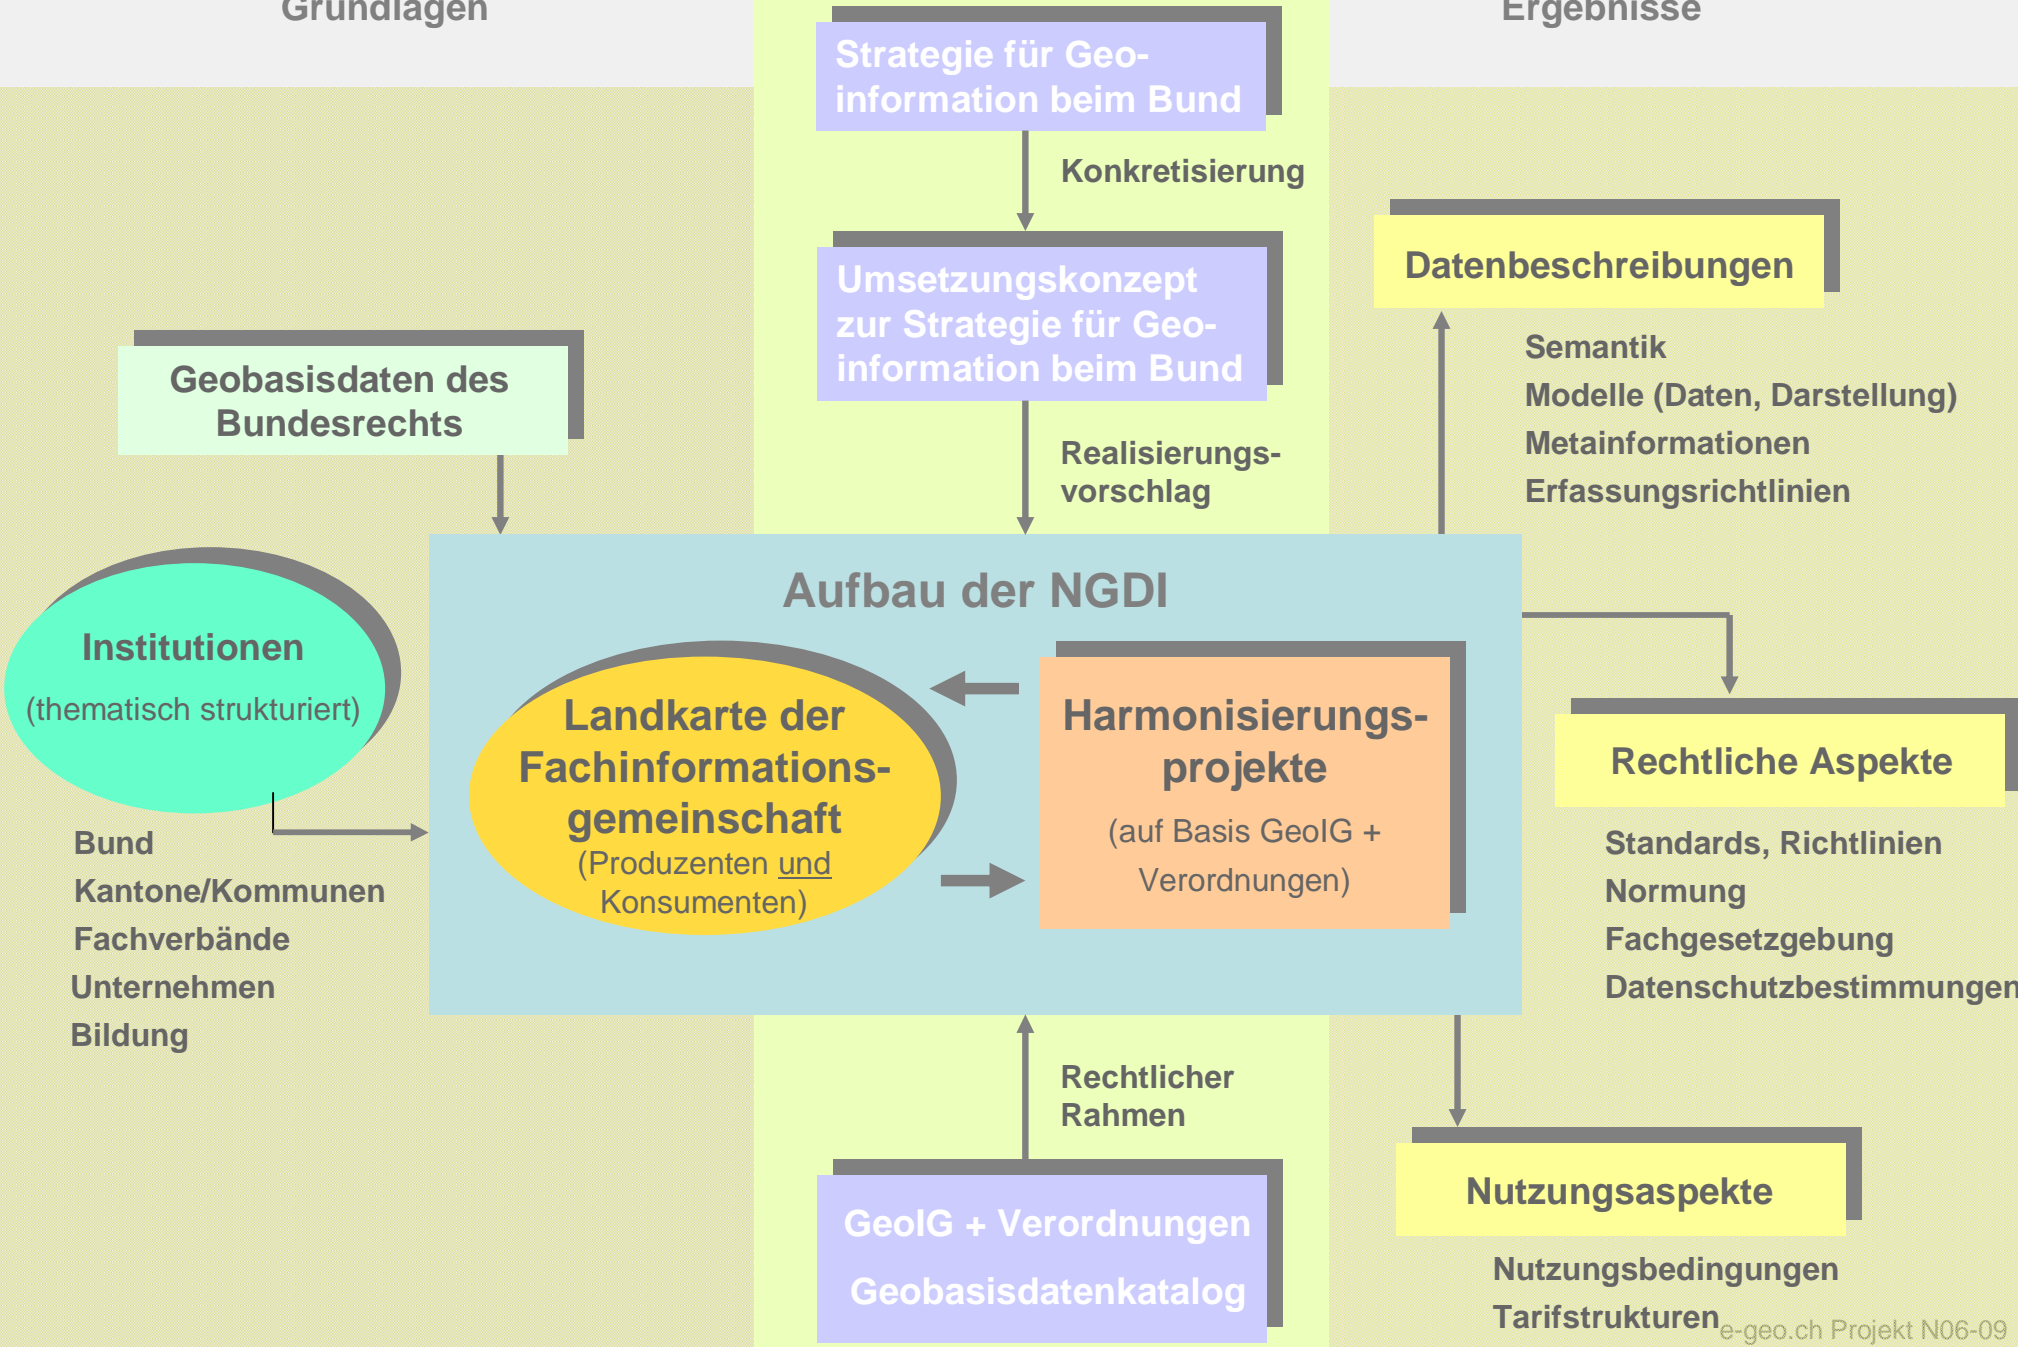 Grundlagen
Ergebnisse
Strategie für Geo-
information beim Bund
Konkretisierung
Umsetzungskonzept
zur Strategie für Geo-
information beim Bund
Realisierungs-
vorschlag
Geobasisdaten des
Bundesrechts
Institutionen
(thematisch strukturiert)
Bund
Kantone/Kommunen
Fachverbände
Unternehmen
Bildung
Aufbau der NGDI
Landkarte der
Fachinformations-
gemeinschaft
(Produzenten und
Konsumenten)
Harmonisierungs-
projekte
(auf Basis GeoIG +
Verordnungen)
Rechtlicher
Rahmen
GeoIG + Verordnungen
Geobasisdatenkatalog
Datenbeschreibungen
Semantik
Modelle (Daten, Darstellung)
Metainformationen
Erfassungsrichtlinien
Rechtliche Aspekte
Standards, Richtlinien
Normung
Fachgesetzgebung
Datenschutzbestimmungen
Nutzungsaspekte
Nutzungsbedingungen
Tarifstrukturen
e-geo.ch Projekt N06-09